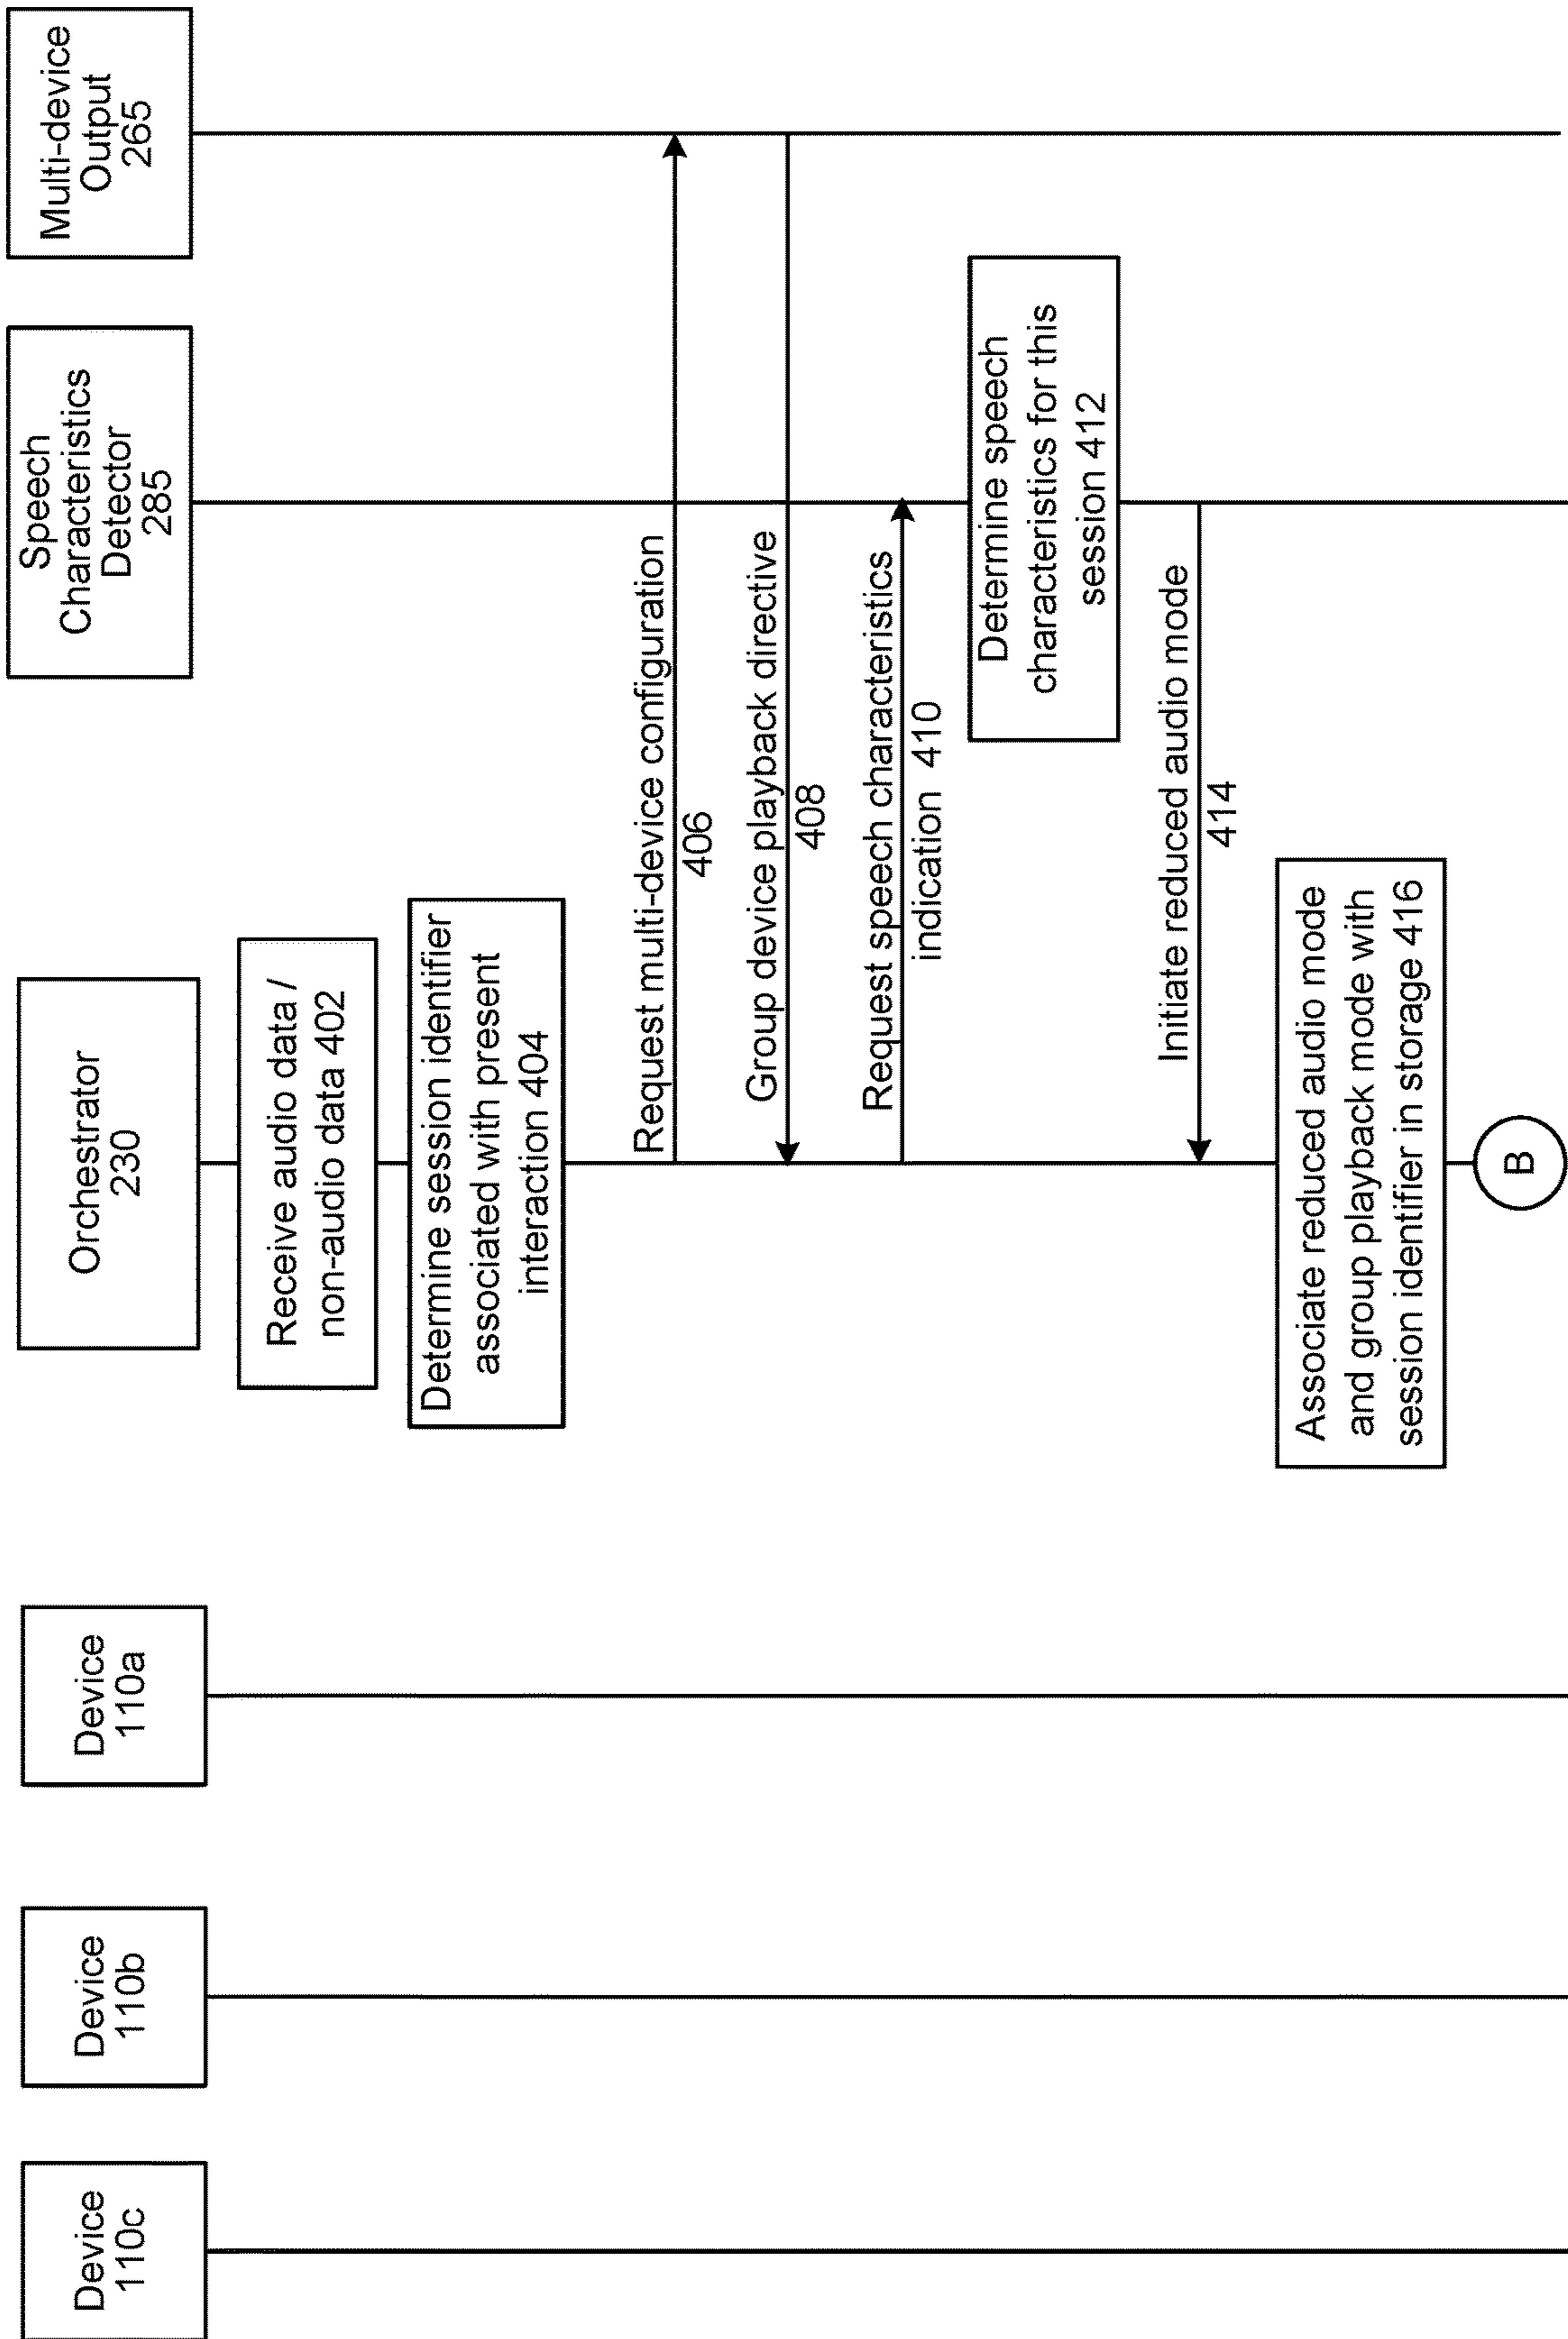 Device
110c
Device
110b
Device
110a
Orchestrator
230
Speech
Characteristics
Detector
285
Multi-device
Output
265
Receive audio data /
non-audio data 402
Determine session identifier
associated with present
interaction 404
Request multi-device configuration
406
Group device playback directive
408
Request speech characteristics
indication 410
Determine speech
characteristics for this
session 412
Initiate reduced audio mode
414
Associate reduced audio mode
and group playback mode with
session identifier in storage 416
B